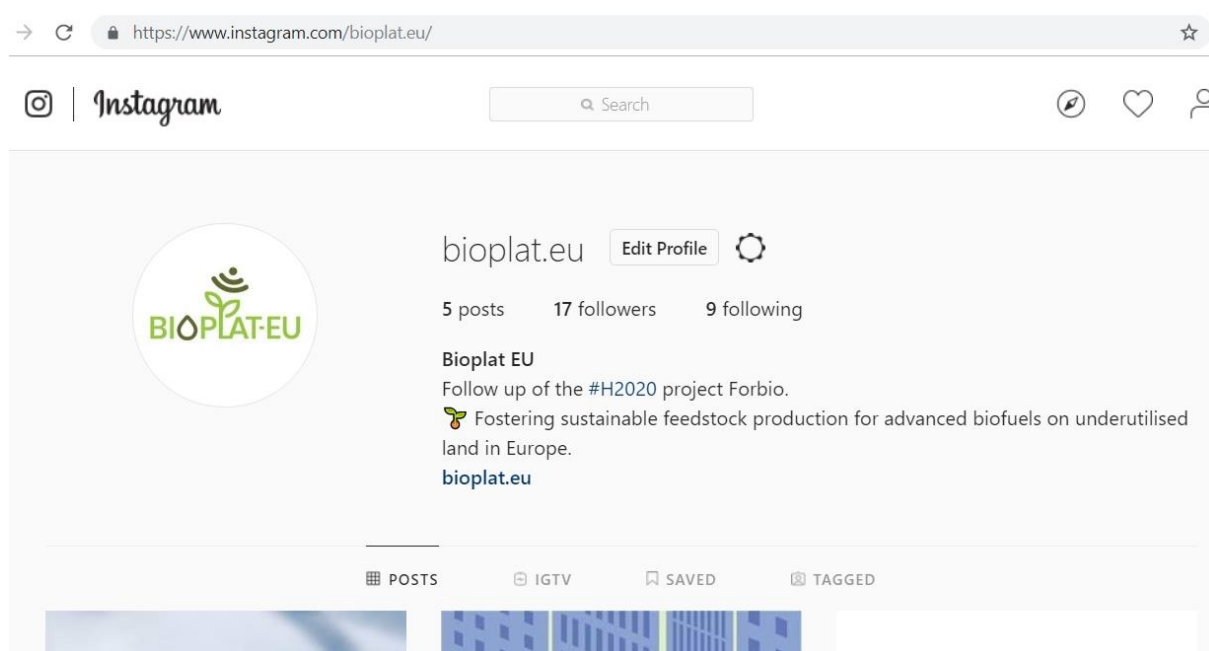 https://www.instagram.com/bioplat.eu/
Instagram
Search
bioplat.eu Edit Profile
5 posts 17 followers 9 following
BIOPLAT-EU
Bioplat EU
Follow up of the #H2020 project Forbio.
Fostering sustainable feedstock production for advanced biofuels on underutilised
land in Europe.
bioplat.eu
POSTS IGTV SAVED TAGGED